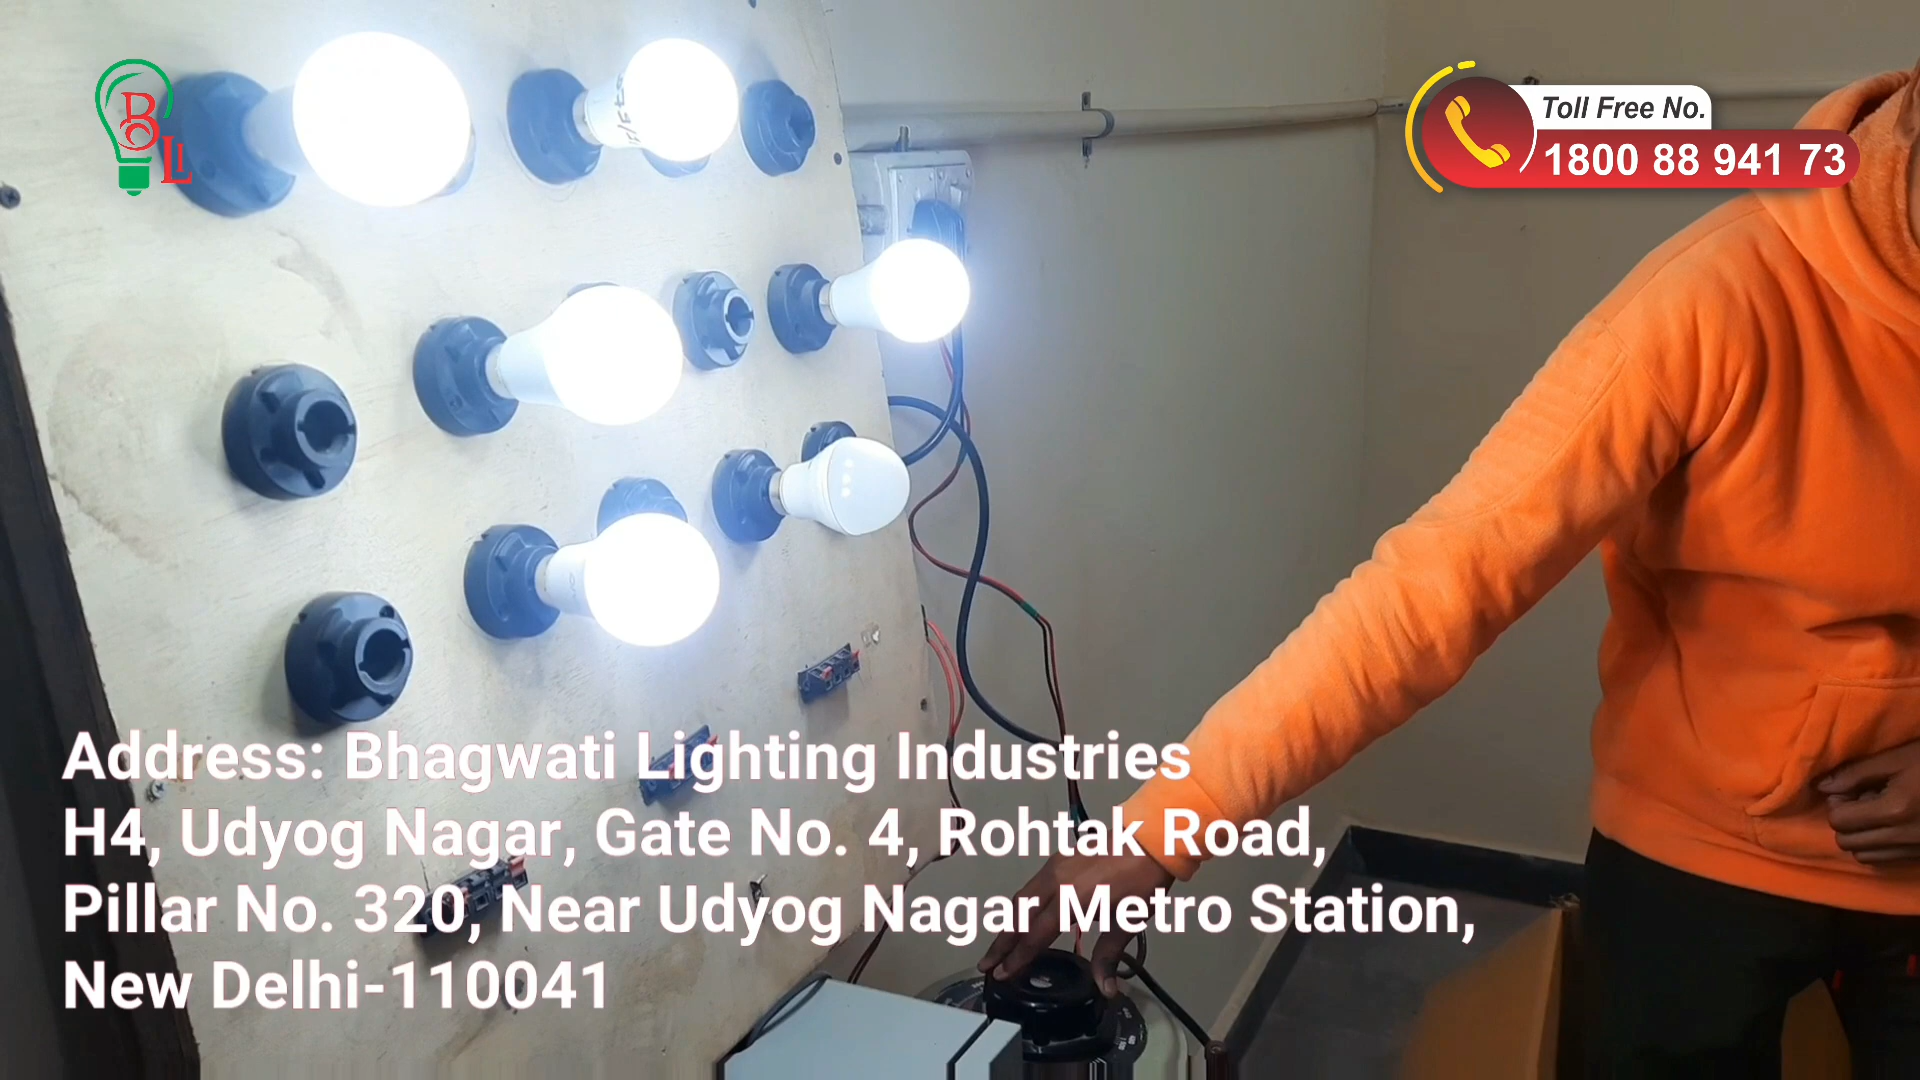 BLI
Toll Free No.
1800 88 941 73
Address: Bhagwati Lighting Industries
H4, Udyog Nagar, Gate No. 4, Rohtak Road,
Pillar No. 320, Near Udyog Nagar Metro Station,
New Delhi-110041